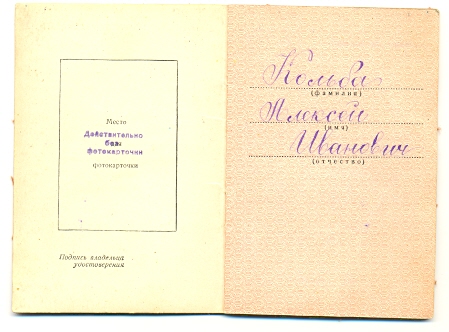 Место
Действительно
без
фотокарточки
фотокарточки
Подпись владельца
удостоверения
Кольба
(фамилия)
Алексей
(имя)
Иванович
(отчество)